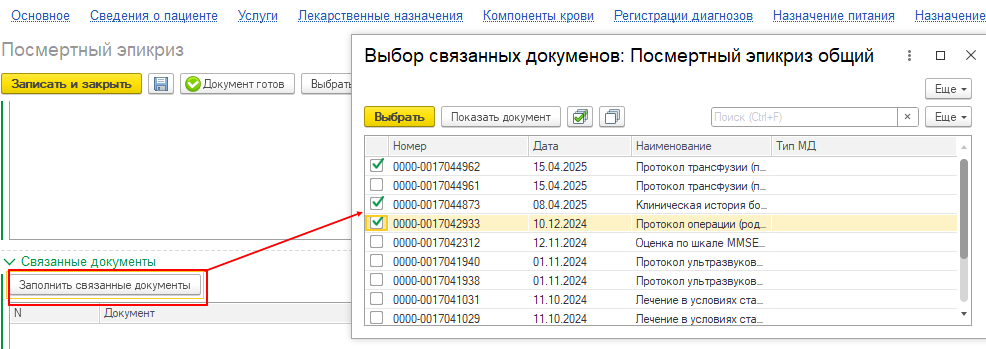 Основное Сведения о пациенте Услуги Лекарственные назначения Компоненты крови Регистрации диагнозов Назначение питания Назначение
Посмертный эпикриз
Записать и закрыть Документ готов Выбрать
Связанные документы
Заполнить связанные документы
N Документ
Выбор связанных докуменов: Посмертный эпикриз общий
Еще
Выбрать Показать документ Поиск (Ctrl+F) × Еще
Номер Дата Наименование Тип МД
0000-0017044962 15.04.2025 Протокол трансфузии (п...
0000-0017044961 15.04.2025 Протокол трансфузии (п...
0000-0017044873 08.04.2025 Клиническая история бо...
0000-0017042933 10.12.2024 Протокол операции (род...
0000-0017042312 12.11.2024 Оценка по шкале MMSE...
0000-0017041940 01.11.2024 Протокол ультразвуков...
0000-0017041938 01.11.2024 Протокол ультразвуков...
0000-0017041031 11.10.2024 Лечение в условиях ста...
0000-0017041029 11.10.2024 Лечение в условиях ста...